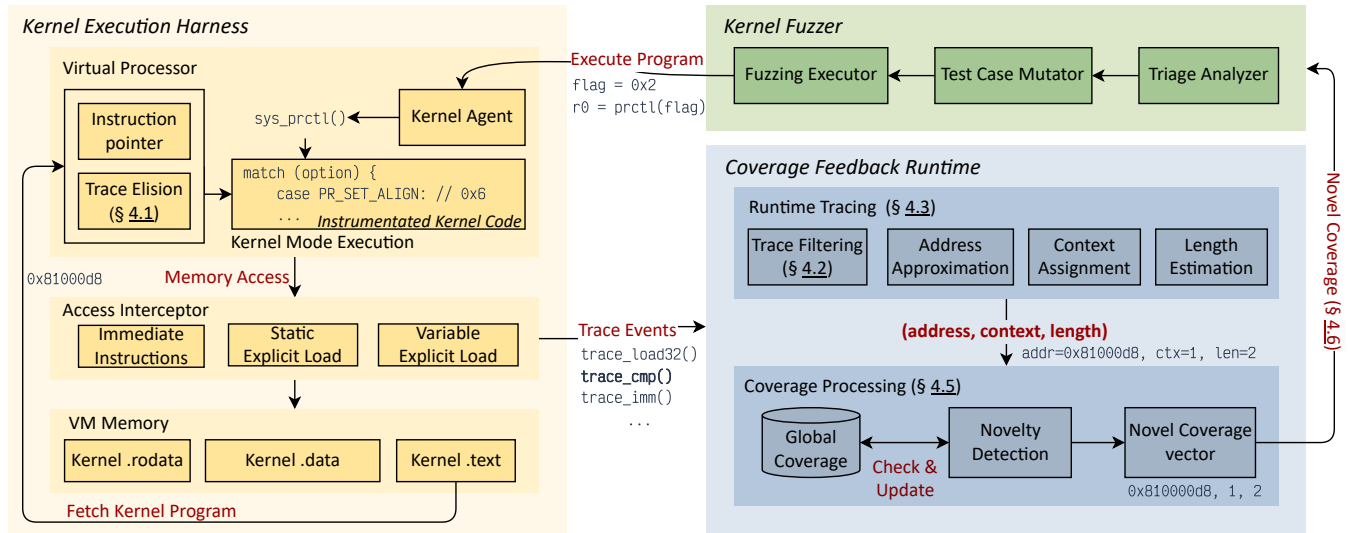 Kernel Execution Harness
Virtual Processor
Instruction
pointer
Trace Elision
(§ 4.1)
sys_prctl()
Kernel Agent
match (option) {
case PR_SET_ALIGN: // 0x6
...
Instrumentated Kernel Code
Kernel Mode Execution
0x81000d8
Memory Access
Access Interceptor
Immediate
Instructions
Static
Explicit Load
Variable
Explicit Load
VM Memory
Kernel .rodata
Kernel .data
Kernel .text
Fetch Kernel Program
Execute Program
flag = 0x2
r0 = prctl(flag)
Trace Events
trace_load32()
trace_cmp()
trace_imm()
...
Kernel Fuzzer
Fuzzing Executor
Test Case Mutator
Triage Analyzer
Coverage Feedback Runtime
Runtime Tracing (§ 4.3)
Trace Filtering
(§ 4.2)
Address
Approximation
Context
Assignment
Length
Estimation
(address, context, length)
addr=0x81000d8, ctx=1, len=2
Coverage Processing (§ 4.5)
Global
Coverage
Check &
Update
Novelty
Detection
Novel Coverage
vector
0x810000d8, 1, 2
Novel Coverage (§ 4.6)